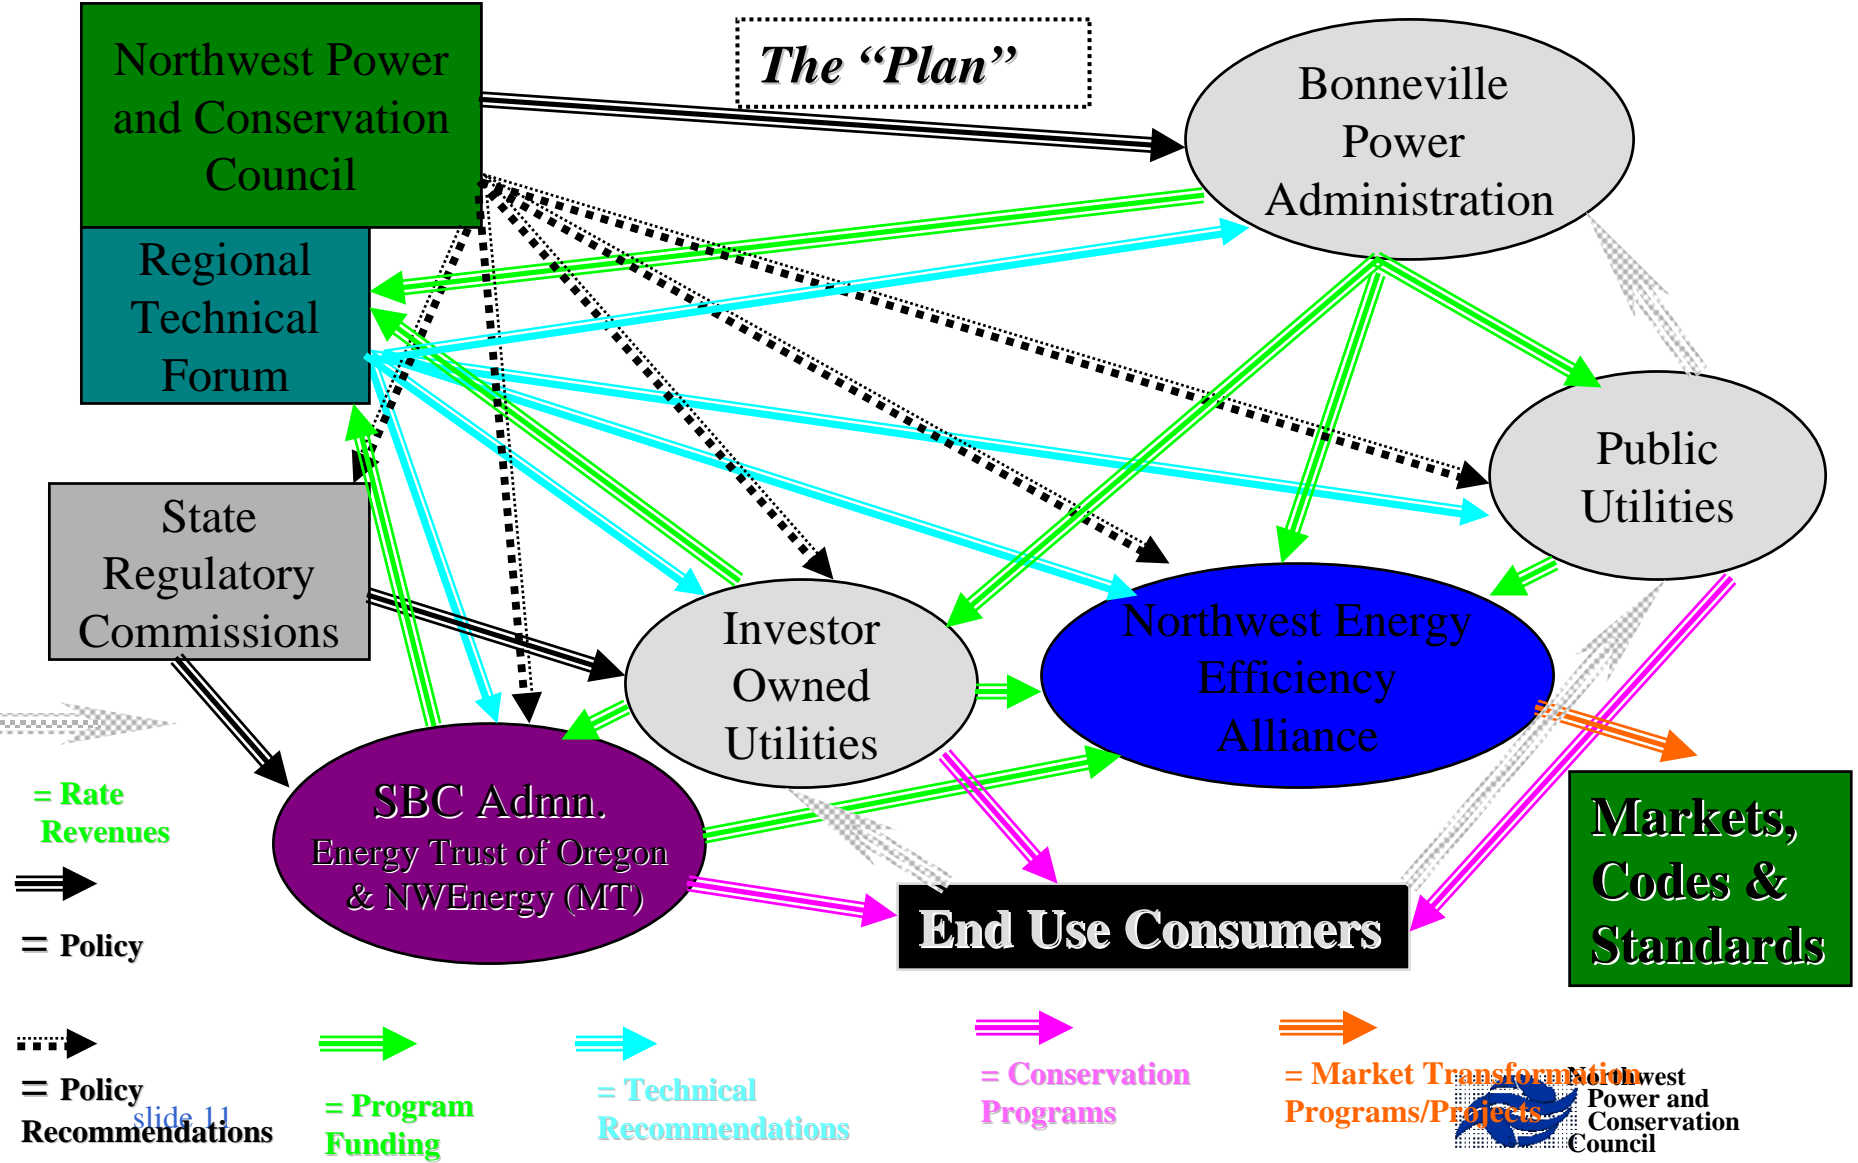 Northwest Power
and Conservation
Council
The “Plan”
Bonneville
Power
Administration
Regional
Technical
Forum
Public
Utilities
State
Regulatory
Commissions
Investor
Owned
Utilities
Northwest Energy
Efficiency
Alliance
SBC Admn.
Energy Trust of Oregon
& NWEnergy (MT)
End Use Consumers
Markets,
Codes &
Standards
= Rate
Revenues
= Policy
= Policy
Recommendations
slide 11
= Program
Funding
= Technical
Recommendations
= Conservation
Programs
= Market Transformation
Programs/Projects
Northwest
Power and
Conservation
Council